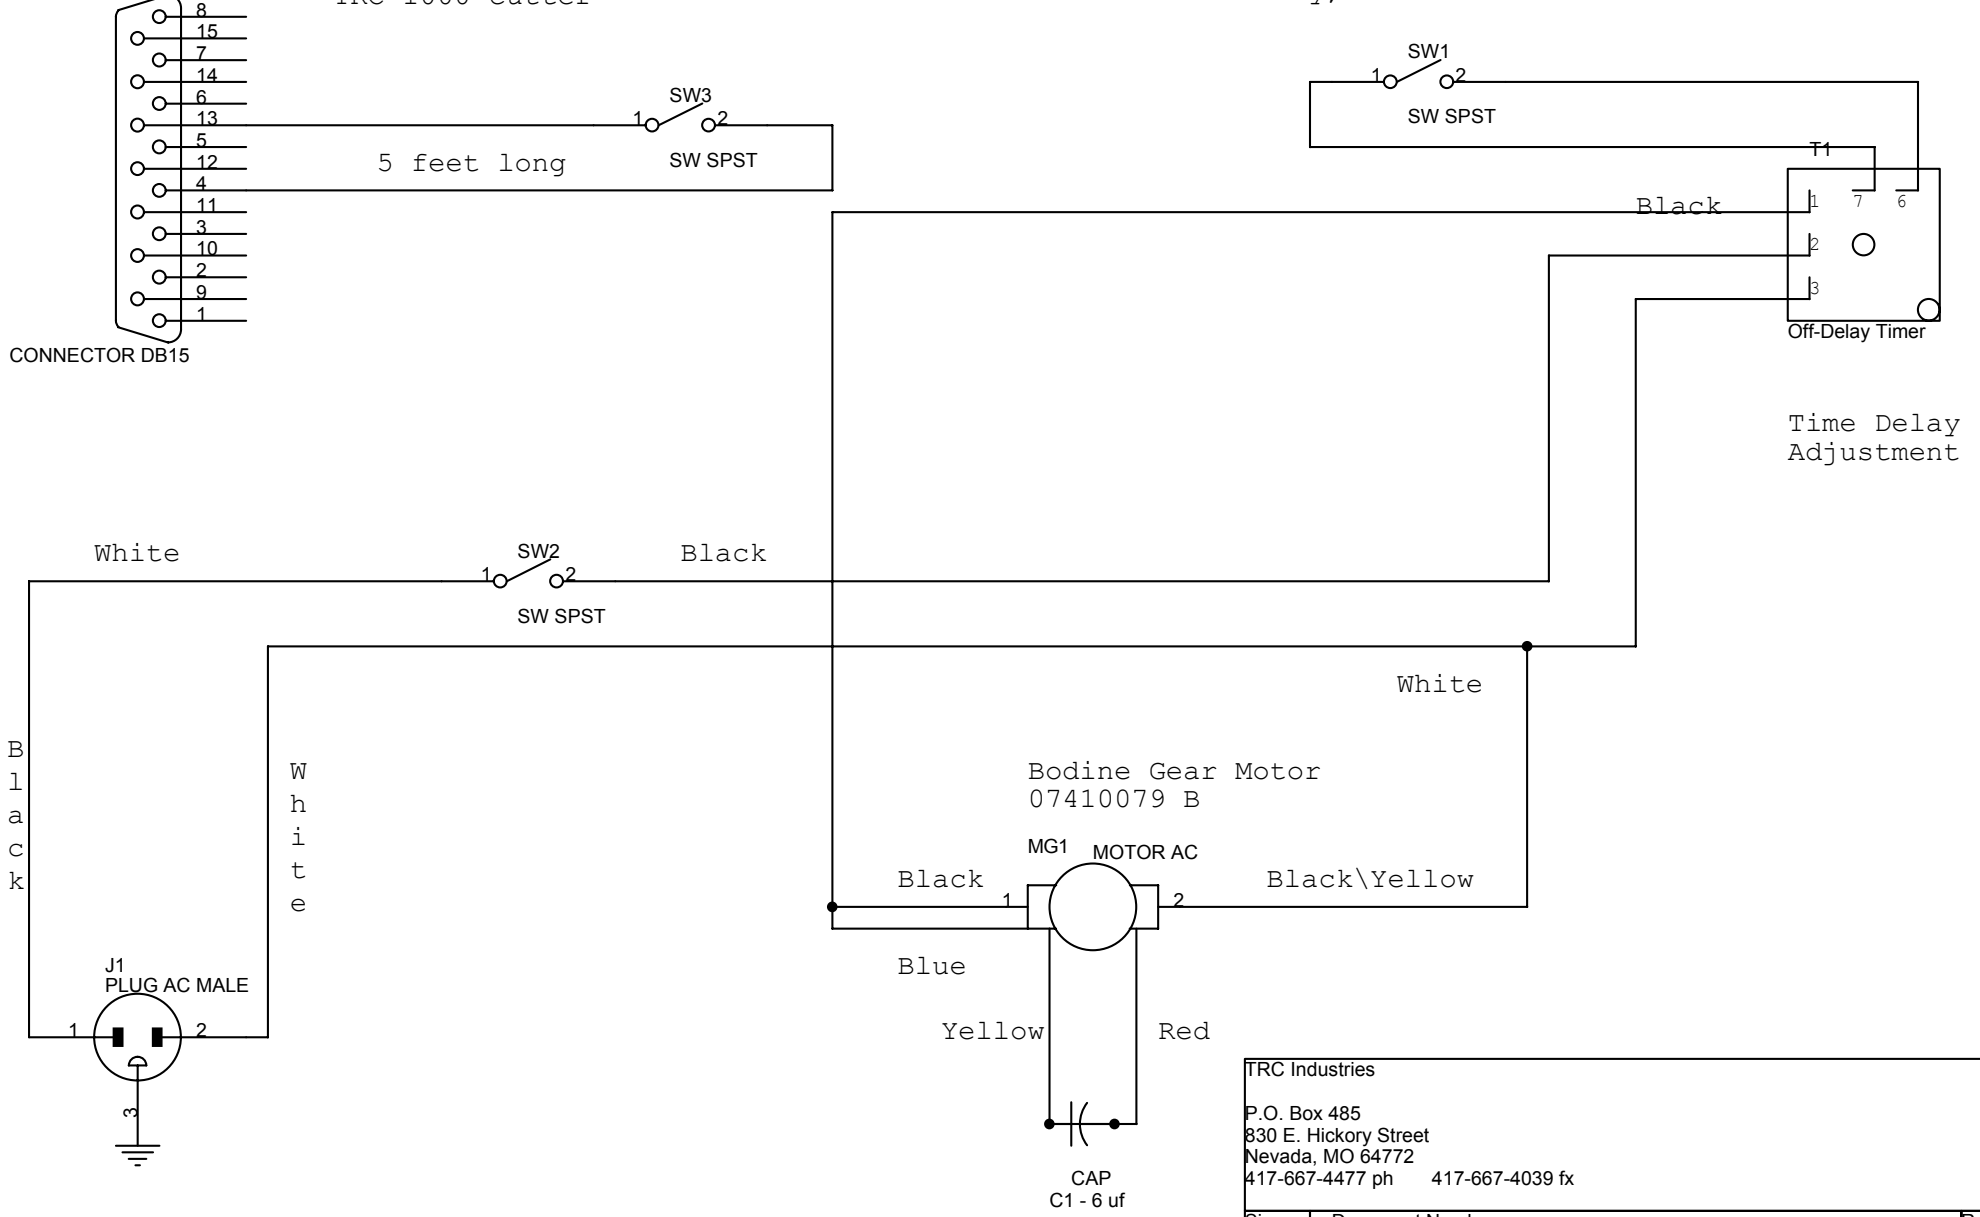 TRC 1000 Cutter
8
15
7
14
6
13
5
12
4
11
3
10
2
9
1
CONNECTOR DB15
5 feet long
SW3
1
2
SW SPST
SW1
1
2
SW SPST
T1
Black
1
7
6
2
3
Off-Delay Timer
Time Delay
Adjustment
White
SW2
1
2
SW SPST
Black
White
Black
White
Bodine Gear Motor
07410079 B
MG1
MOTOR AC
Black
1
2
Black\Yellow
Blue
Yellow
Red
J1
PLUG AC MALE
1
2
3
CAP
C1 - 6 uf
TRC Industries
P.O. Box 485
830 E. Hickory Street
Nevada, MO 64772
417-667-4477 ph 417-667-4039 fx